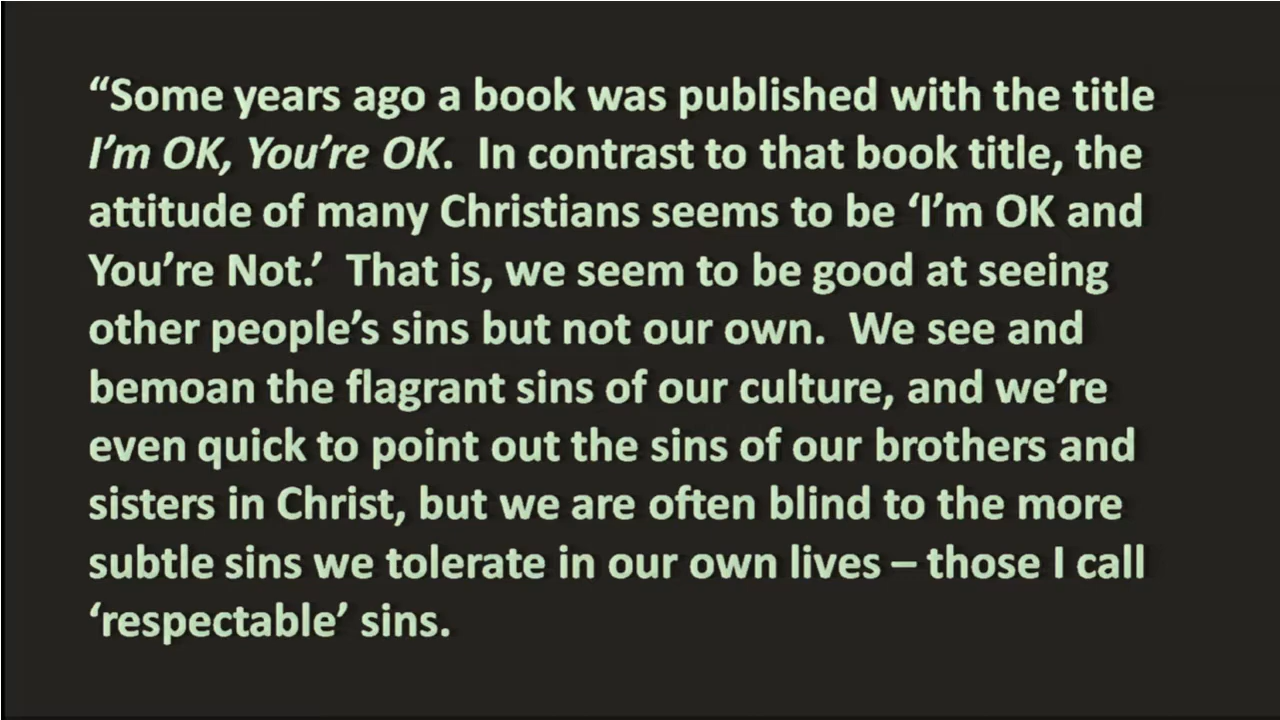 “Some years ago a book was published with the title
I’m OK, You’re OK.  In contrast to that book title, the
attitude of many Christians seems to be ‘I’m OK and
You’re Not.’  That is, we seem to be good at seeing
other people’s sins but not our own.  We see and
bemoan the flagrant sins of our culture, and we’re
even quick to point out the sins of our brothers and
sisters in Christ, but we are often blind to the more
subtle sins we tolerate in our own lives – those I call
‘respectable’ sins.